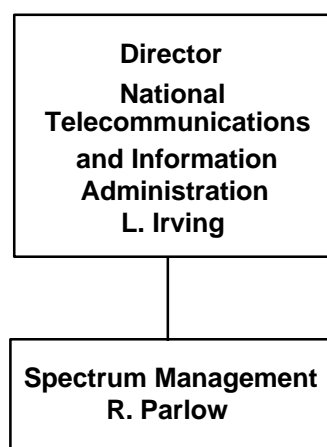 Director
National
Telecommunications
and Information
Administration
L. Irving
Spectrum Management
R. Parlow